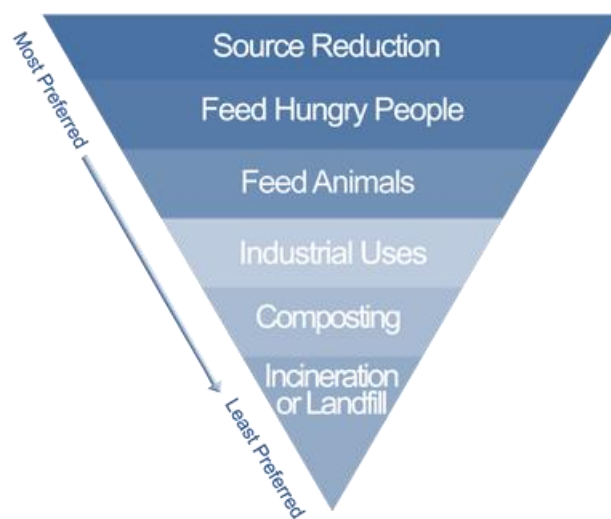 Most Preferred
Source Reduction
Feed Hungry People
Feed Animals
Industrial Uses
Composting
Incineration
or Landfill
Least Preferred